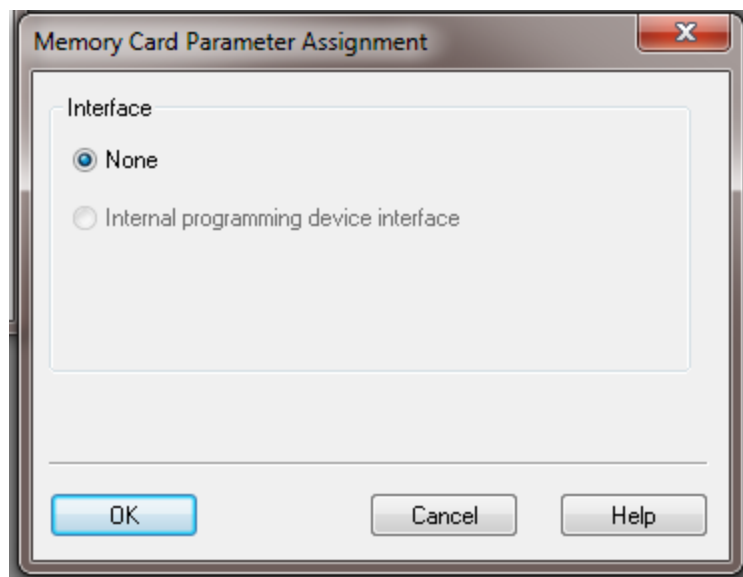 Memory Card Parameter Assignment
Interface
None
Internal programming device interface
OK
Cancel
Help